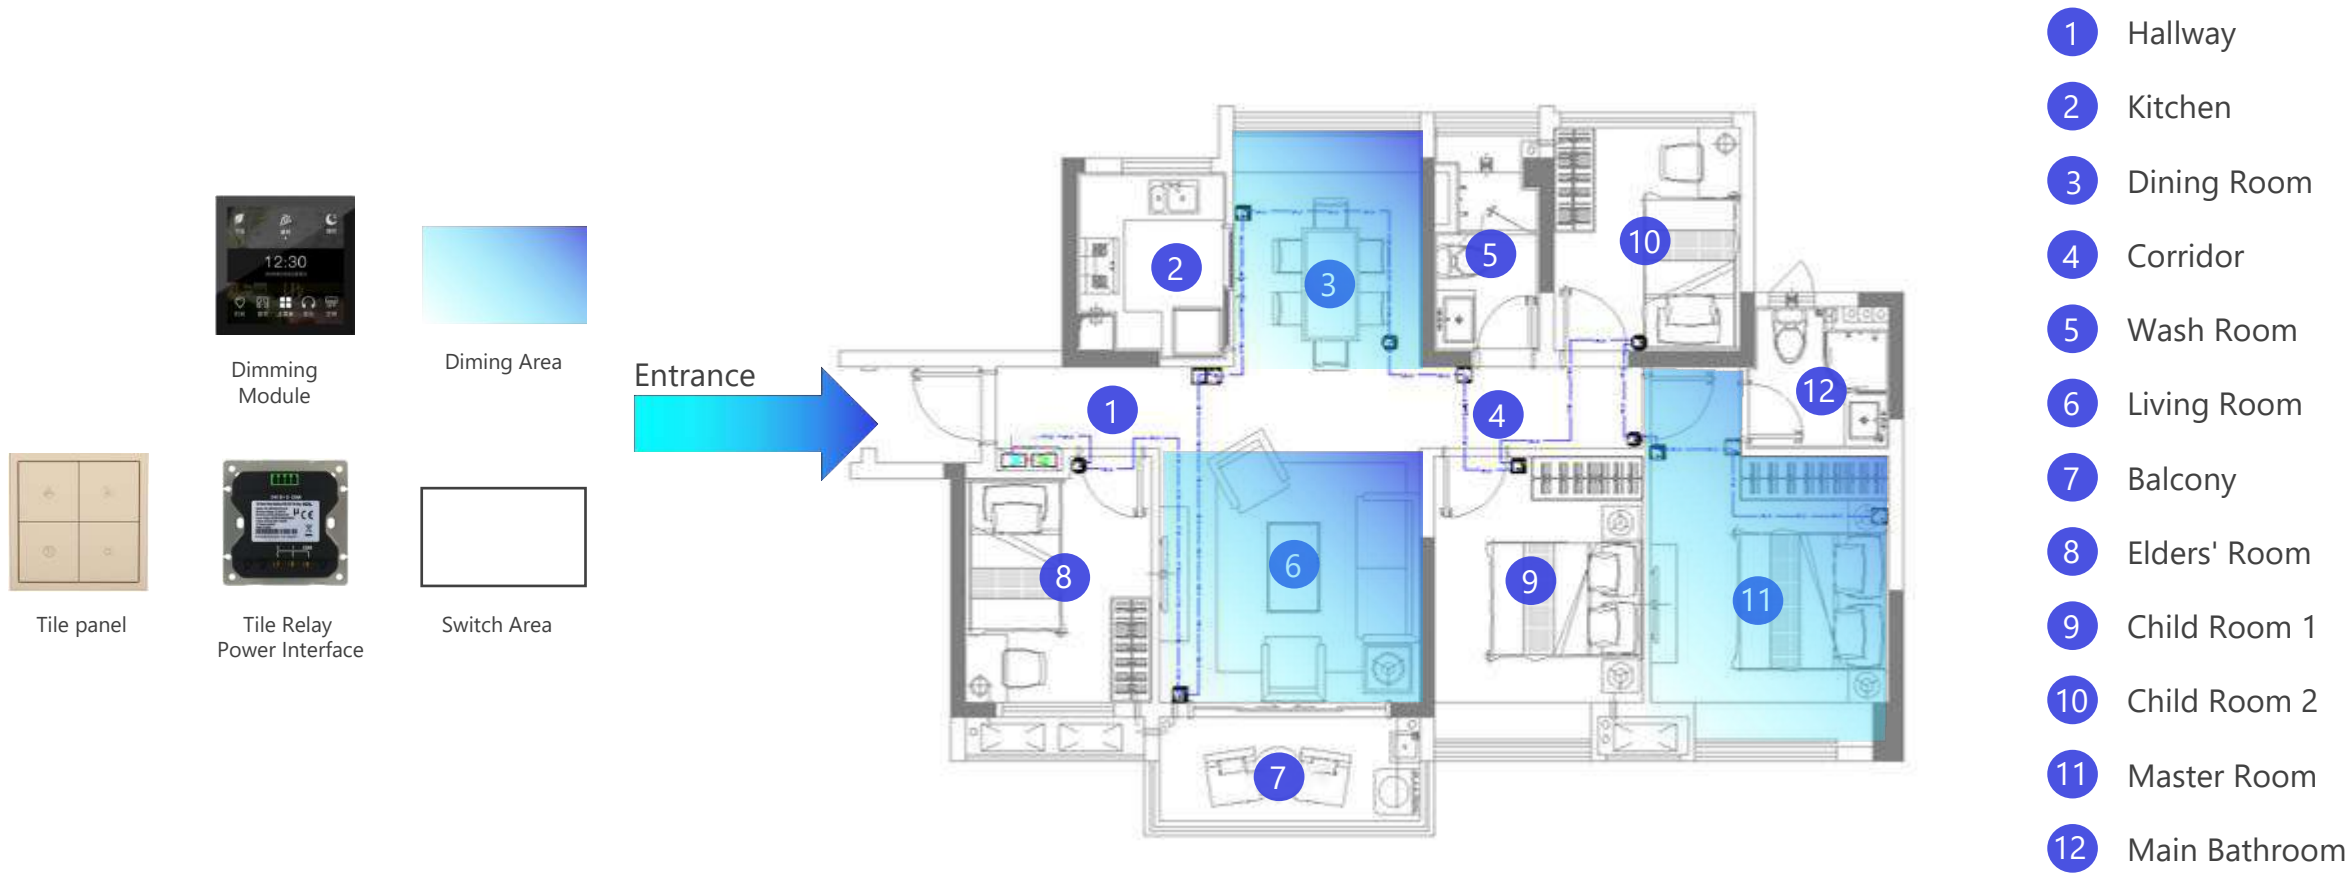 12:30
Dimming
Module
Diming Area
Tile panel
Tile Relay
Power Interface
Switch Area
Entrance
1
2
3
4
5
6
7
8
9
10
11
12
1 Hallway
2 Kitchen
3 Dining Room
4 Corridor
5 Wash Room
6 Living Room
7 Balcony
8 Elders' Room
9 Child Room 1
10 Child Room 2
11 Master Room
12 Main Bathroom